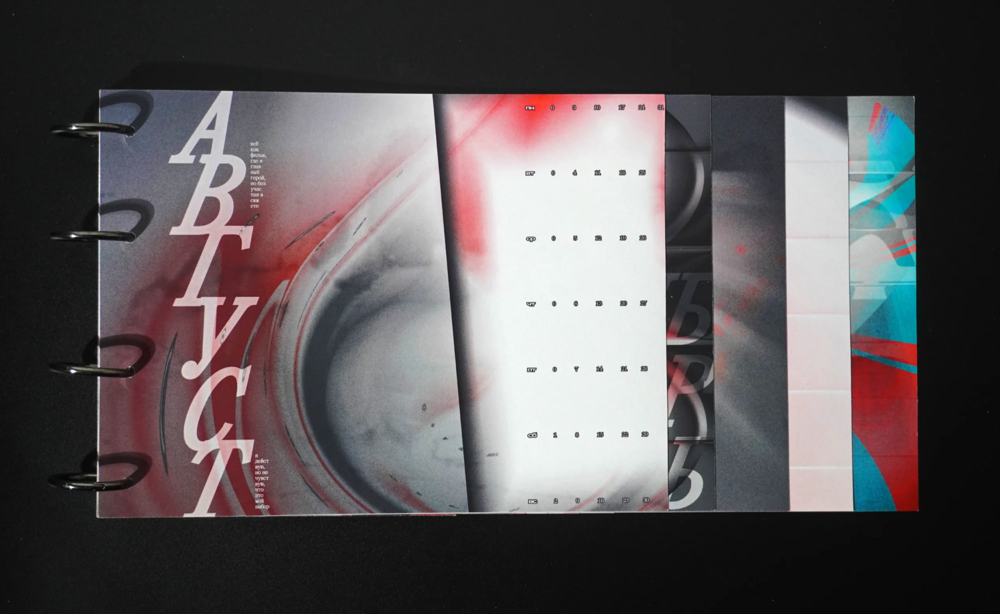 АВГУСТ
всё
как
фильм,
где я
глав
ный
герой,
но без
учас
тия в
сюж
ете
я
дейст
вую,
но не
чувст
вую,
что
это
мой
выбор
пн 0 3 10 17 24 31
вт 0 4 11 18 25
ср 0 5 12 19 26
чт 0 6 13 20 27
пт 0 7 14 21 28
сб 1 8 15 22 29
вс 2 9 16 23 30